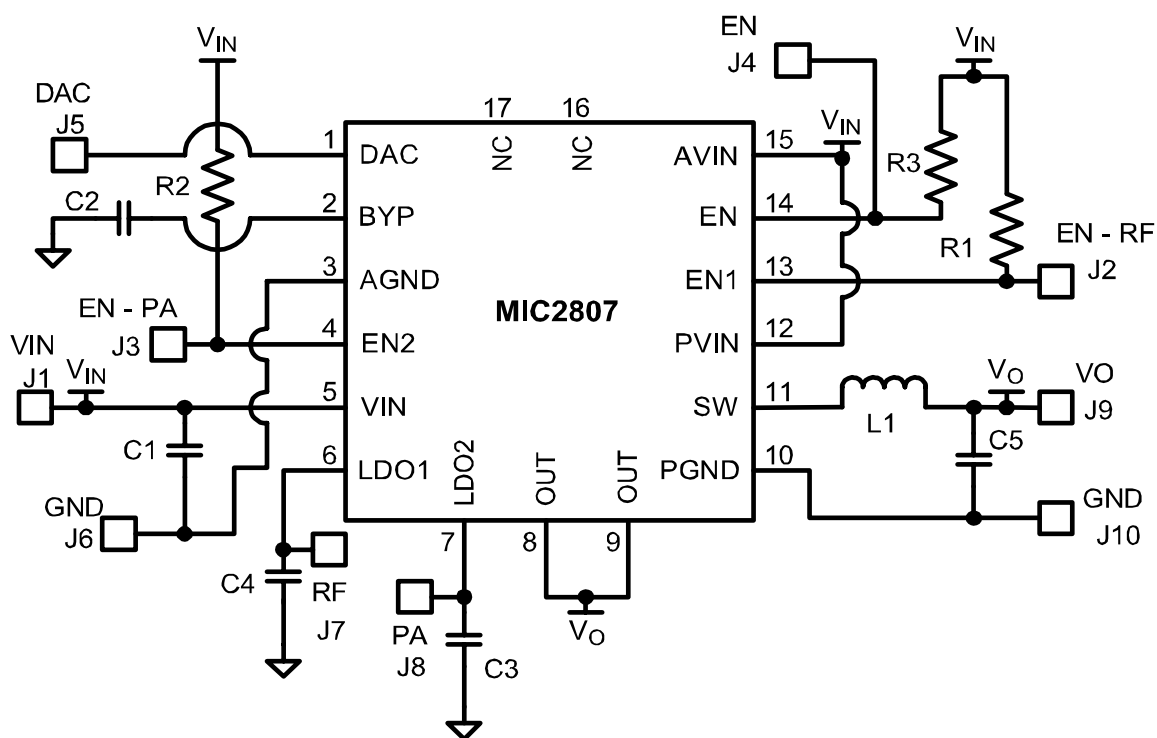 EN
J4
VIN
VIN
DAC
J5
17
NC
16
NC
1
DAC
15
AVIN
VIN
R3
R2
C2
2
BYP
14
EN
R1
EN - RF
J2
3
AGND
13
EN1
MIC2807
EN - PA
J3
4
EN2
12
PVIN
VIN
J1
VIN
5
VIN
11
SW
L1
VO
VO
J9
C1
6
LDO1
LDO2
OUT
OUT
10
PGND
C5
GND
J6
GND
J10
7
8
9
C4
RF
J7
PA
J8
C3
VO